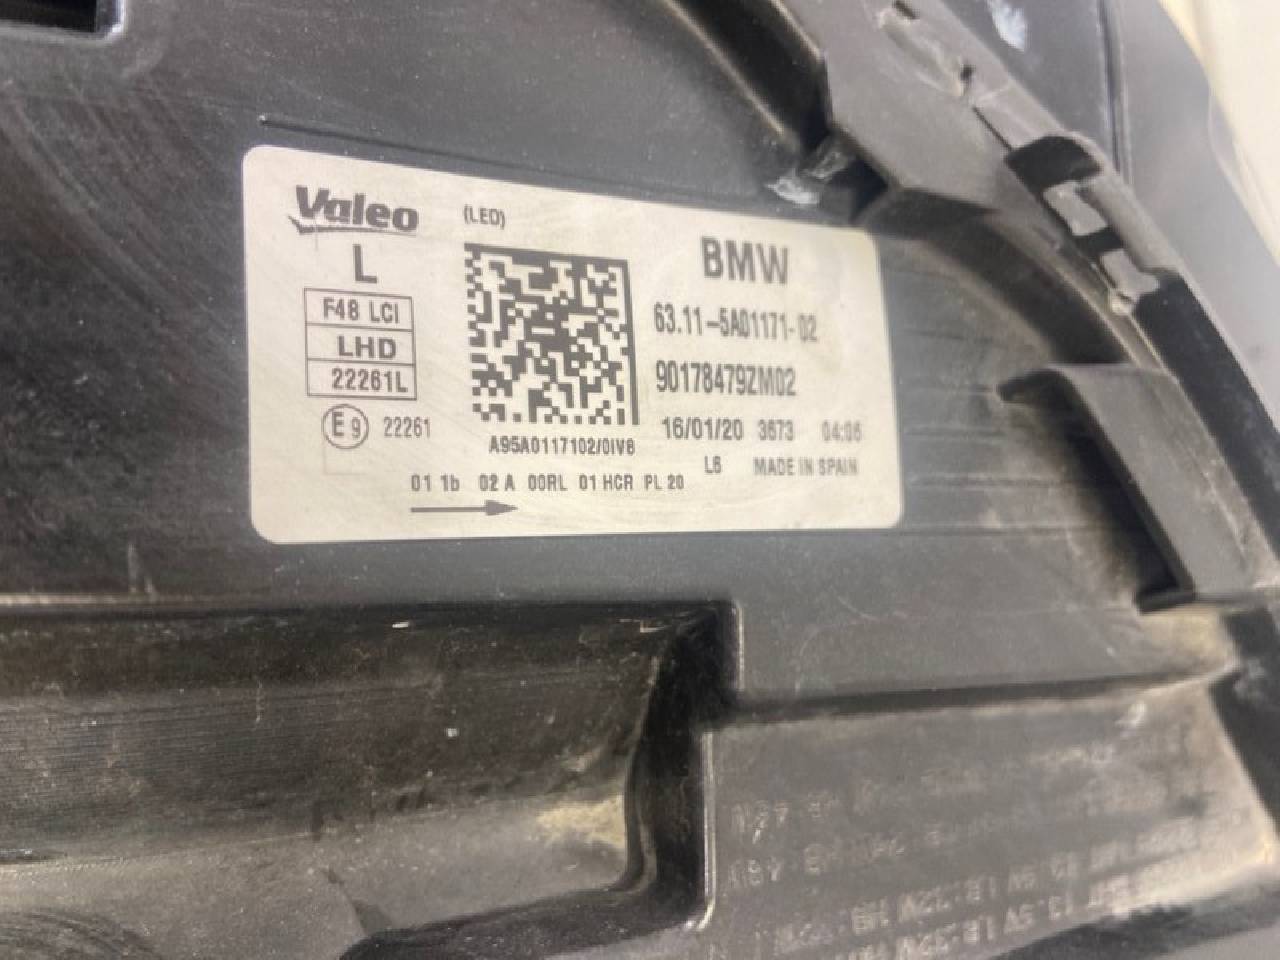 Valeo (LED)
L
F48 LCI
LHD
22261L
E9 22261
A95A0117102/0IV8
BMW
63.11-5A01171-02
90178479ZM02
16/01/20 3673 04:06
L6 MADE IN SPAIN
01 1b 02 A 00RL 01 HCR PL 20